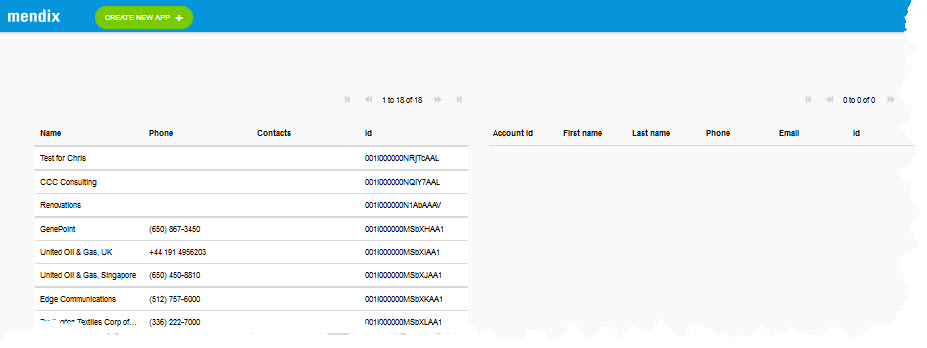 mendix
CREATE NEW APP +
1 to 18 of 18
0 to 0 of 0
Name Phone Contacts Id
Account id First name Last name Phone Email Id
Test for Chris 001I000000NRjTcAAL
CCC Consulting 001I000000NQIY7AAL
Renovations 001I000000N1AbAAAV
GenePoint (650) 867-3450 001I000000MSbXHAA1
United Oil & Gas, UK +44 191 4956203 001I000000MSbXIAA1
United Oil & Gas, Singapore (650) 450-8810 001I000000MSbXJAA1
Edge Communications (512) 757-6000 001I000000MSbXKAA1
Textiles Corp of... (336) 222-7000 001I000000MSbXLAA1